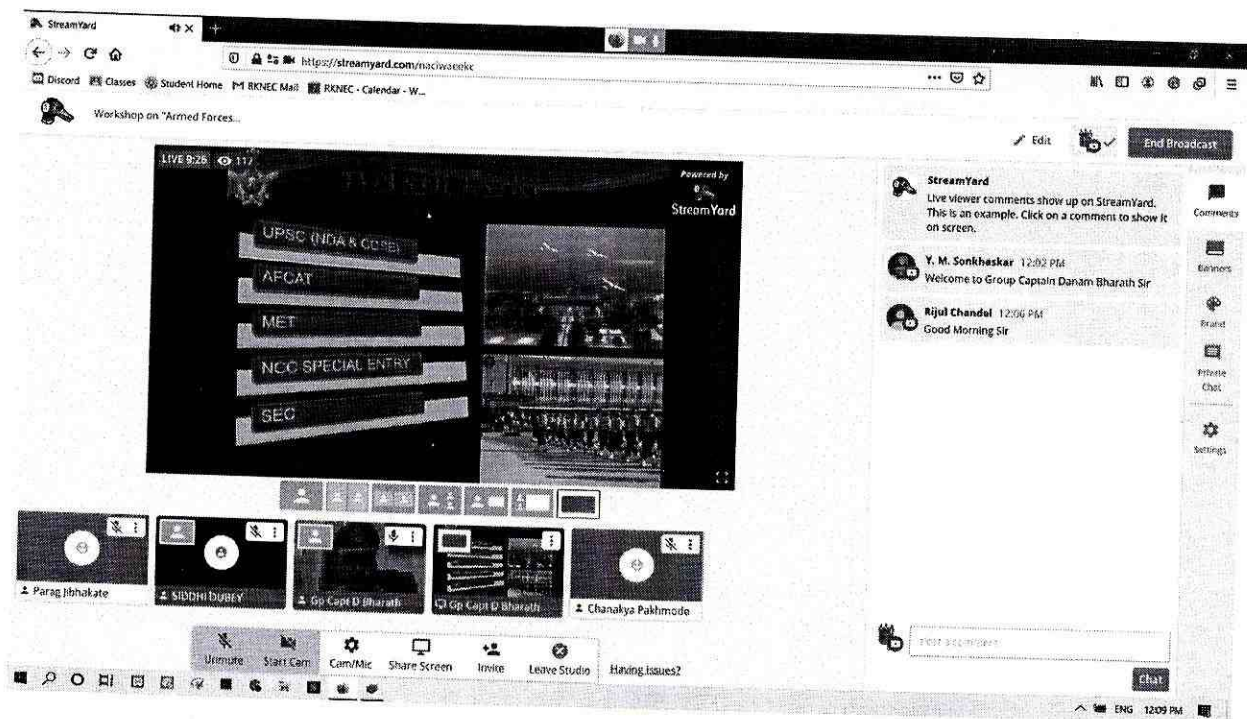 StreamYard
https://streamyard.com/naciwaeekc
Discord Classes Student Home RKNEC Mail RKNEC - Calendar - W...
Workshop on "Armed Forces...
Edit
End Broadcast
LIVE 9:26 117
Powered by
StreamYard
UPSC (NDA & CDSE)
AFCAT
MET
NCC SPECIAL ENTRY
SEC
Parag Jibhakate
SIDDHI DUBEY
Gp Capt D Bharath
Gp Capt D Bharath
Chanakya Pakhmode
Unmute
Start Cam
Cam/Mic
Share Screen
Invite
Leave Studio
Having issues?
StreamYard
Live viewer comments show up on StreamYard.
This is an example. Click on a comment to show it
on screen.
Y. M. Sonkhaskar 12:02 PM
Welcome to Group Captain Danam Bharath Sir
Rijul Chandel 12:06 PM
Good Morning Sir
Comments
Banners
Brand
Private
Chat
Settings
Post a comment
Chat
ENG 12:09 PM